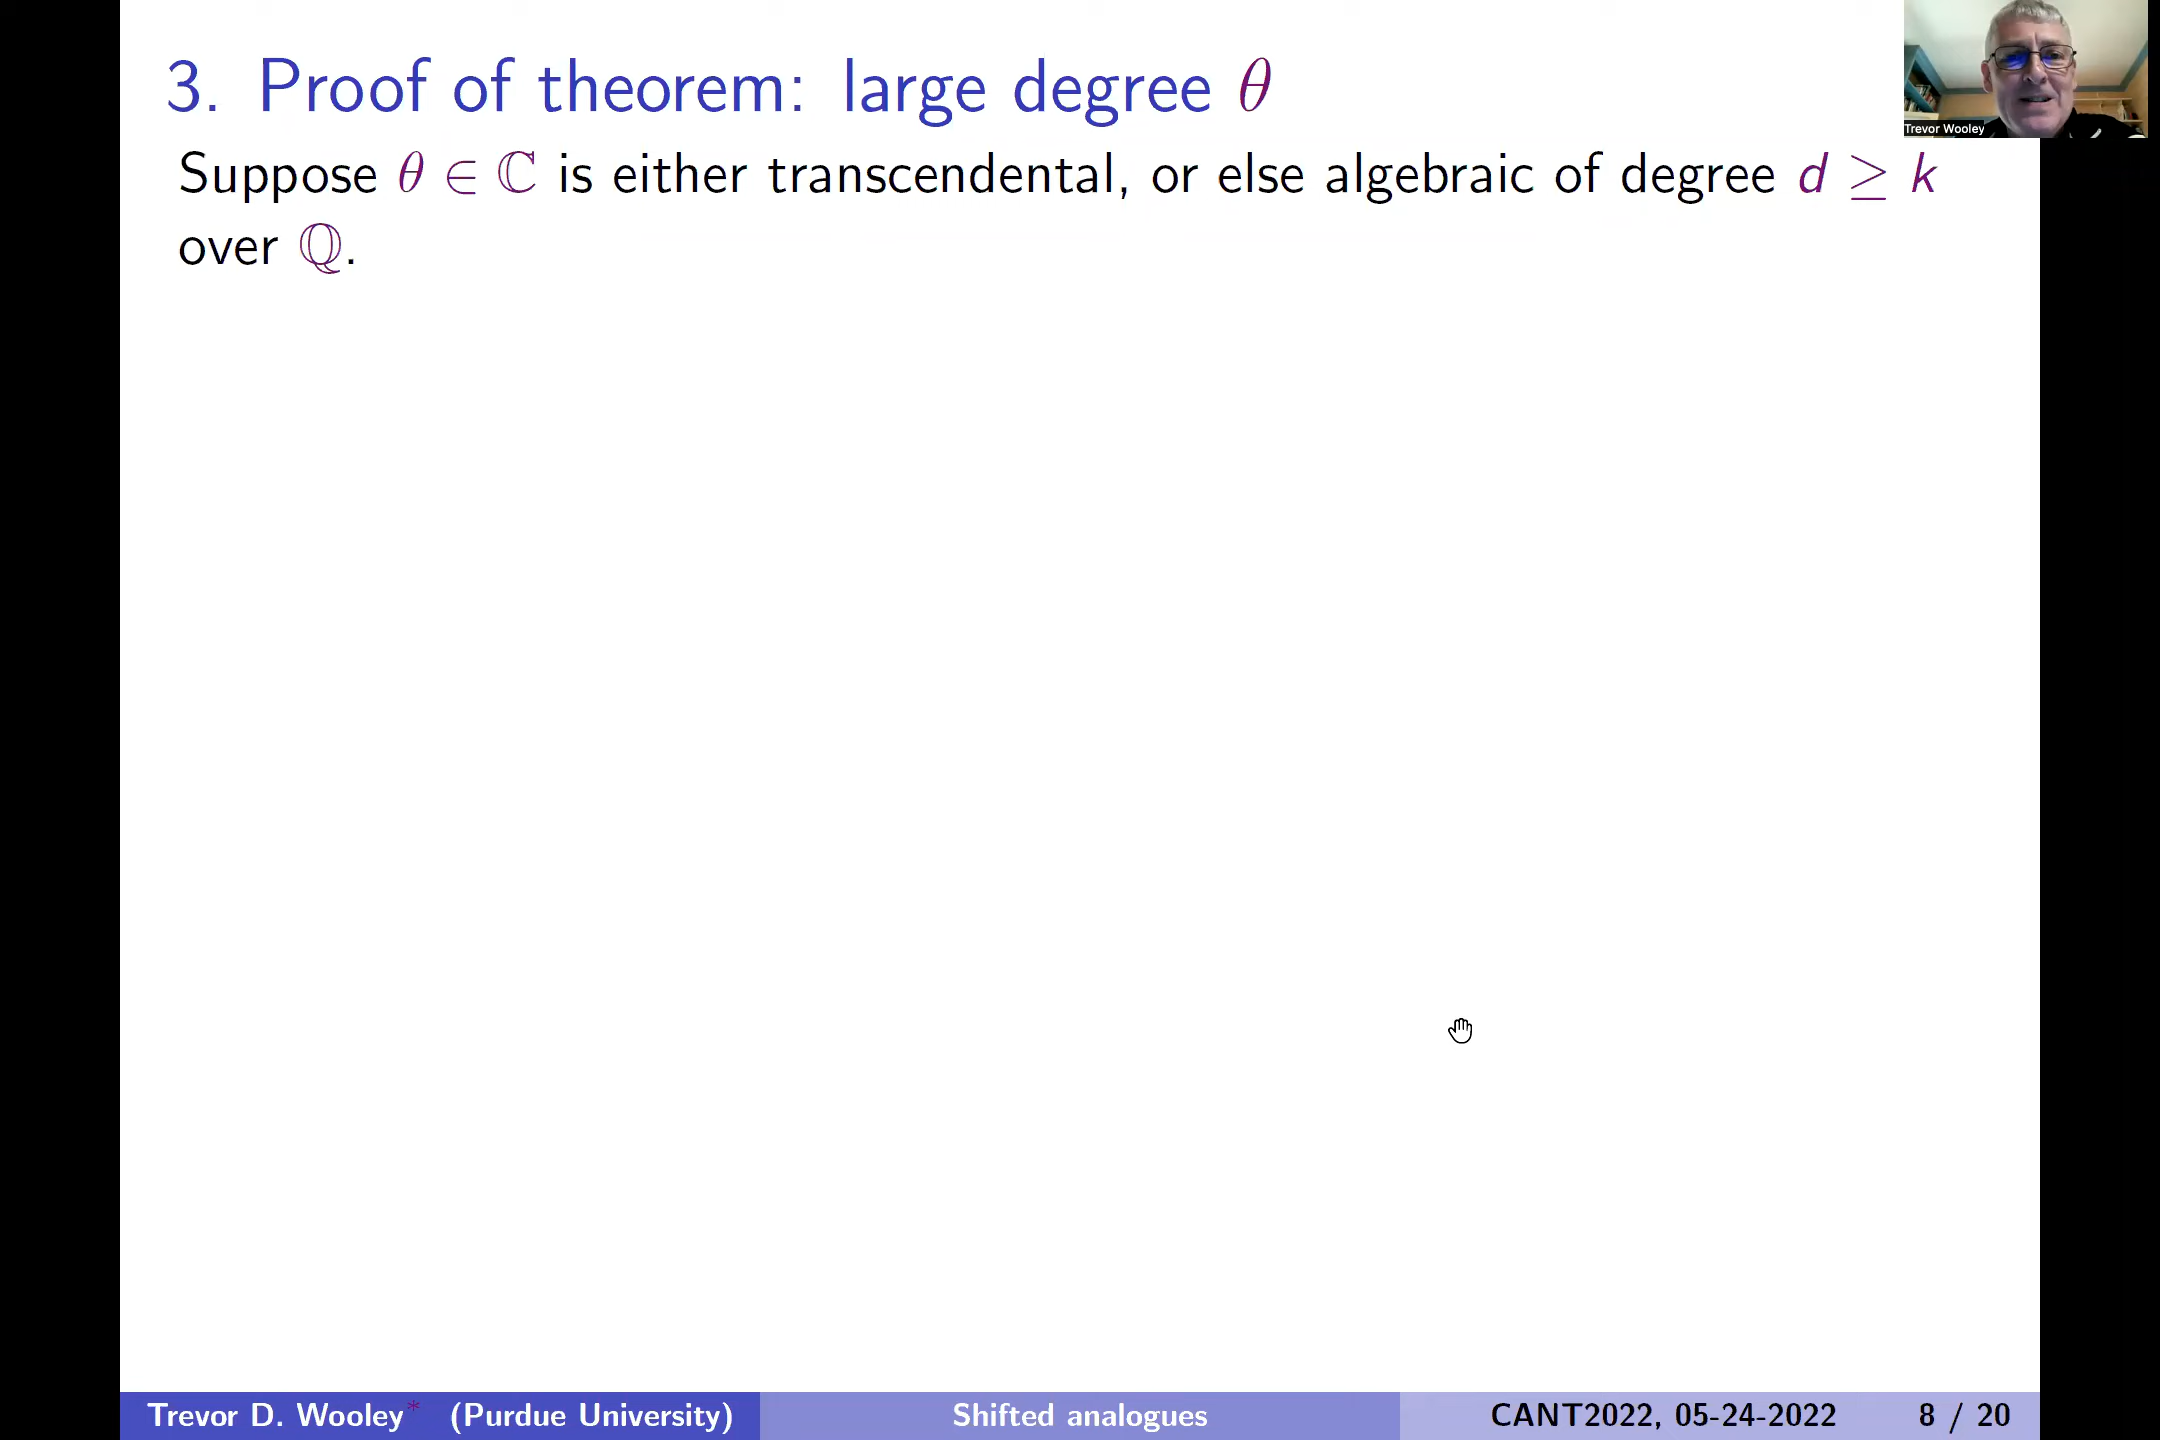 3. Proof of theorem: large degree θ
Trevor Wooley
Suppose θ ∈ ℂ is either transcendental, or else algebraic of degree d ≥ k
over ℚ.
Trevor D. Wooley* (Purdue University)
Shifted analogues
CANT2022, 05-24-2022
8 / 20